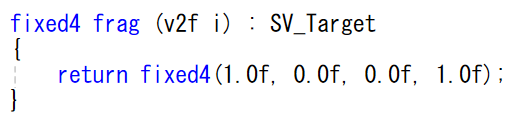 fixed4 frag (v2f i) : SV_Target
{
return fixed4(1.0f, 0.0f, 0.0f, 1.0f);
}